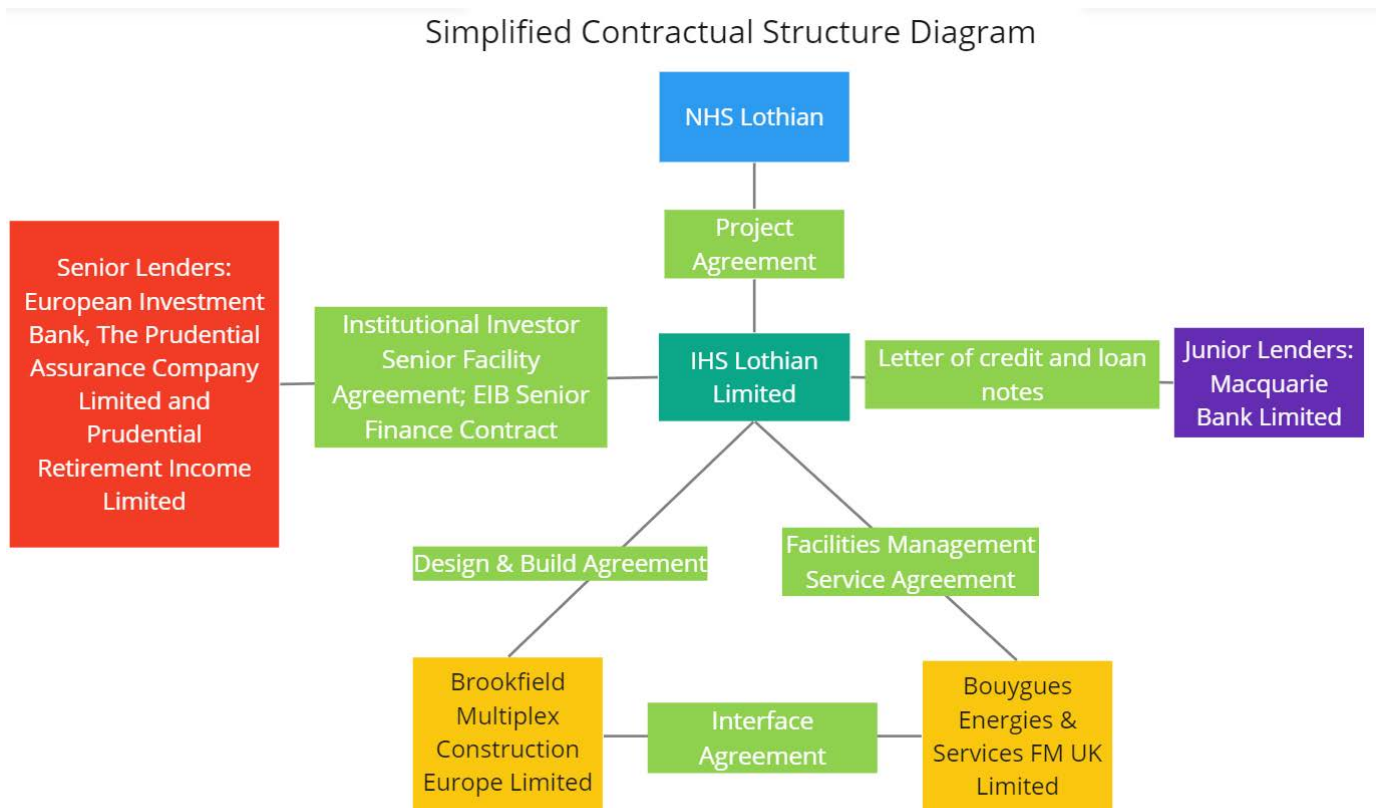 Simplified Contractual Structure Diagram
NHS Lothian
Project
Agreement
Senior Lenders:
European Investment
Bank, The Prudential
Assurance Company
Limited and
Prudential
Retirement Income
Limited
Institutional Investor
Senior Facility
Agreement; EIB Senior
Finance Contract
IHS Lothian
Limited
Letter of credit and loan
notes
Junior Lenders:
Macquarie
Bank Limited
Design & Build Agreement
Facilities Management
Service Agreement
Brookfield
Multiplex
Construction
Europe Limited
Interface
Agreement
Bouygues
Energies &
Services FM UK
Limited